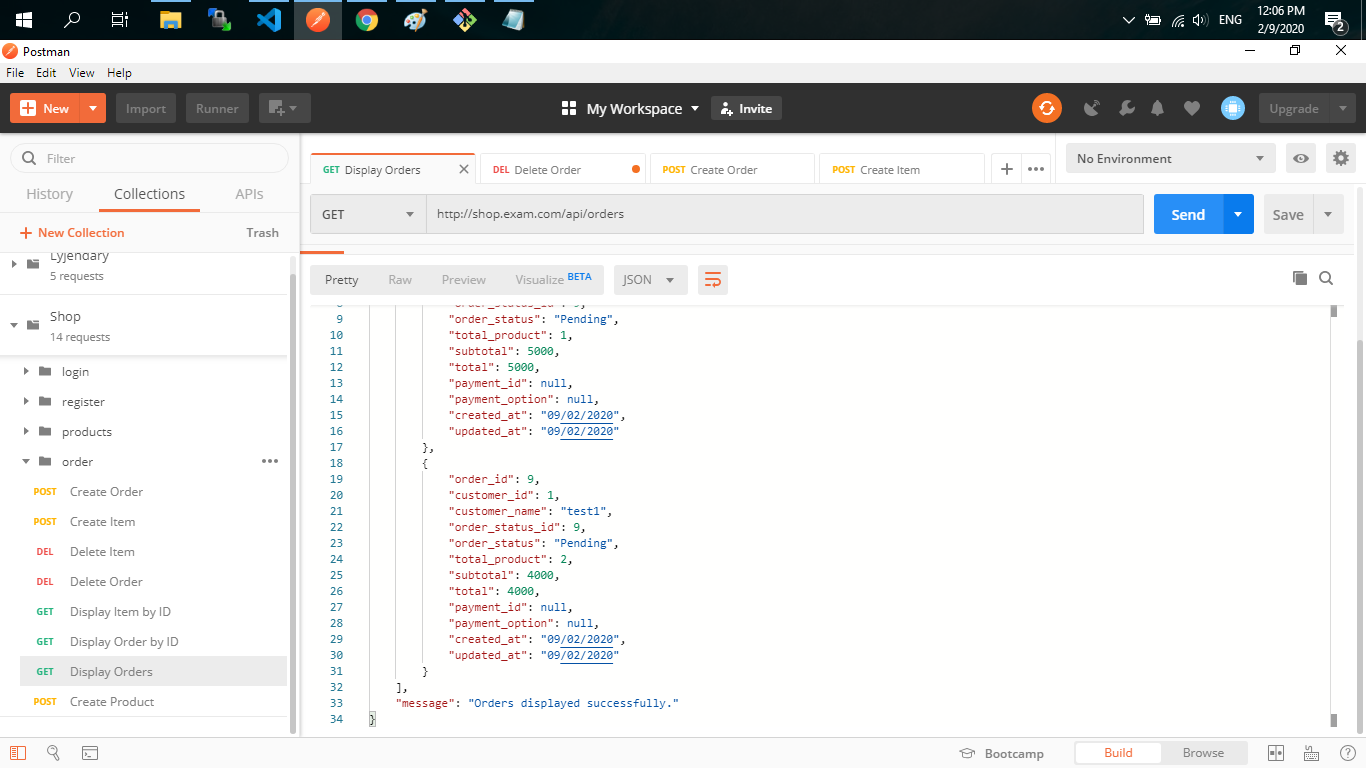 ENG
12:06 PM
2/9/2020
2
Postman
File Edit View Help
New
Import
Runner
My Workspace
Invite
Upgrade
Filter
History Collections APIs
New Collection Trash
Lyjendary
5 requests
Shop
14 requests
login
register
products
order
POST Create Order
POST Create Item
DEL Delete Item
DEL Delete Order
GET Display Item by ID
GET Display Order by ID
GET Display Orders
POST Create Product
GET Display Orders
DEL Delete Order
POST Create Order
POST Create Item
No Environment
GET http://shop.exam.com/api/orders
Send
Save
Pretty Raw Preview Visualize BETA JSON
8 "order_status_id": 9,
9 "order_status": "Pending",
10 "total_product": 1,
11 "subtotal": 5000,
12 "total": 5000,
13 "payment_id": null,
14 "payment_option": null,
15 "created_at": "09/02/2020",
16 "updated_at": "09/02/2020"
17 },
18 {
19 "order_id": 9,
20 "customer_id": 1,
21 "customer_name": "test1",
22 "order_status_id": 9,
23 "order_status": "Pending",
24 "total_product": 2,
25 "subtotal": 4000,
26 "total": 4000,
27 "payment_id": null,
28 "payment_option": null,
29 "created_at": "09/02/2020",
30 "updated_at": "09/02/2020"
31 }
32 ],
33 "message": "Orders displayed successfully."
34 }
Bootcamp
Build Browse